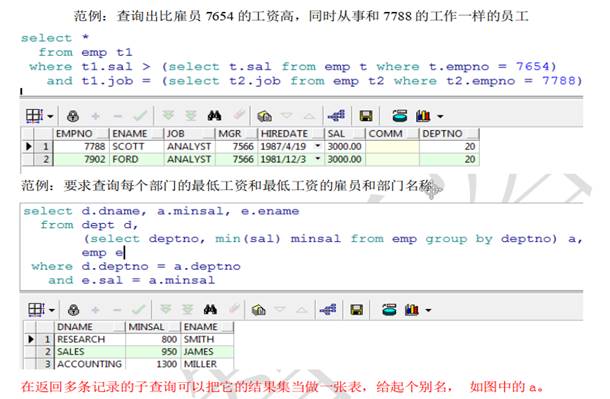 范例：查询出比雇员 7654 的工资高，同时从事和 7788 的工作一样的员工
select *
from emp t1
where t1.sal > (select t.sal from emp t where t.empno = 7654)
and t1.job = (select t2.job from emp t2 where t2.empno = 7788)
EMPNO ENAME JOB MGR HIREDATE SAL COMM DEPTNO
1 7788 SCOTT ANALYST 7566 1987/4/19 3000.00 20
2 7902 FORD ANALYST 7566 1981/12/3 3000.00 20
范例：要求查询每个部门的最低工资和最低工资的雇员和部门名称
select d.dname, a.minsal, e.ename
from dept d,
(select deptno, min(sal) minsal from emp group by deptno) a,
emp e
where d.deptno = a.deptno
and e.sal = a.minsal
DNAME MINSAL ENAME
1 RESEARCH 800 SMITH
2 SALES 950 JAMES
3 ACCOUNTING 1300 MILLER
在返回多条记录的子查询可以把它的结果集当做一张表，给起个别名， 如图中的 a。